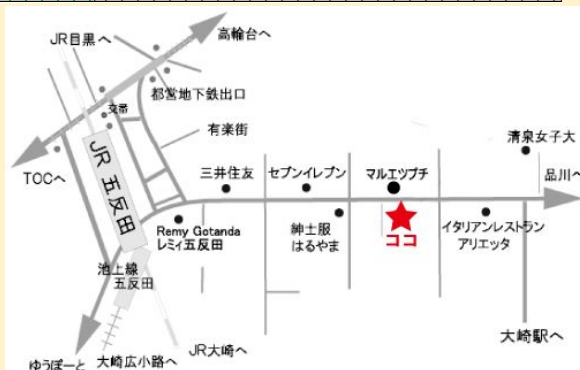 JR目黒へ
高輪台へ
都営地下鉄出口
交番
有楽街
清泉女子大
TOCへ
JR 五反田
三井住友
セブンイレブン
マルエツプチ
品川へ
Remy Gotanda
レミィ五反田
紳士服
はるやま
ココ
イタリアンレストラン
アリエッタ
池上線
五反田
大崎駅へ
ゆうぽーと
大崎広小路へ
JR大崎へ